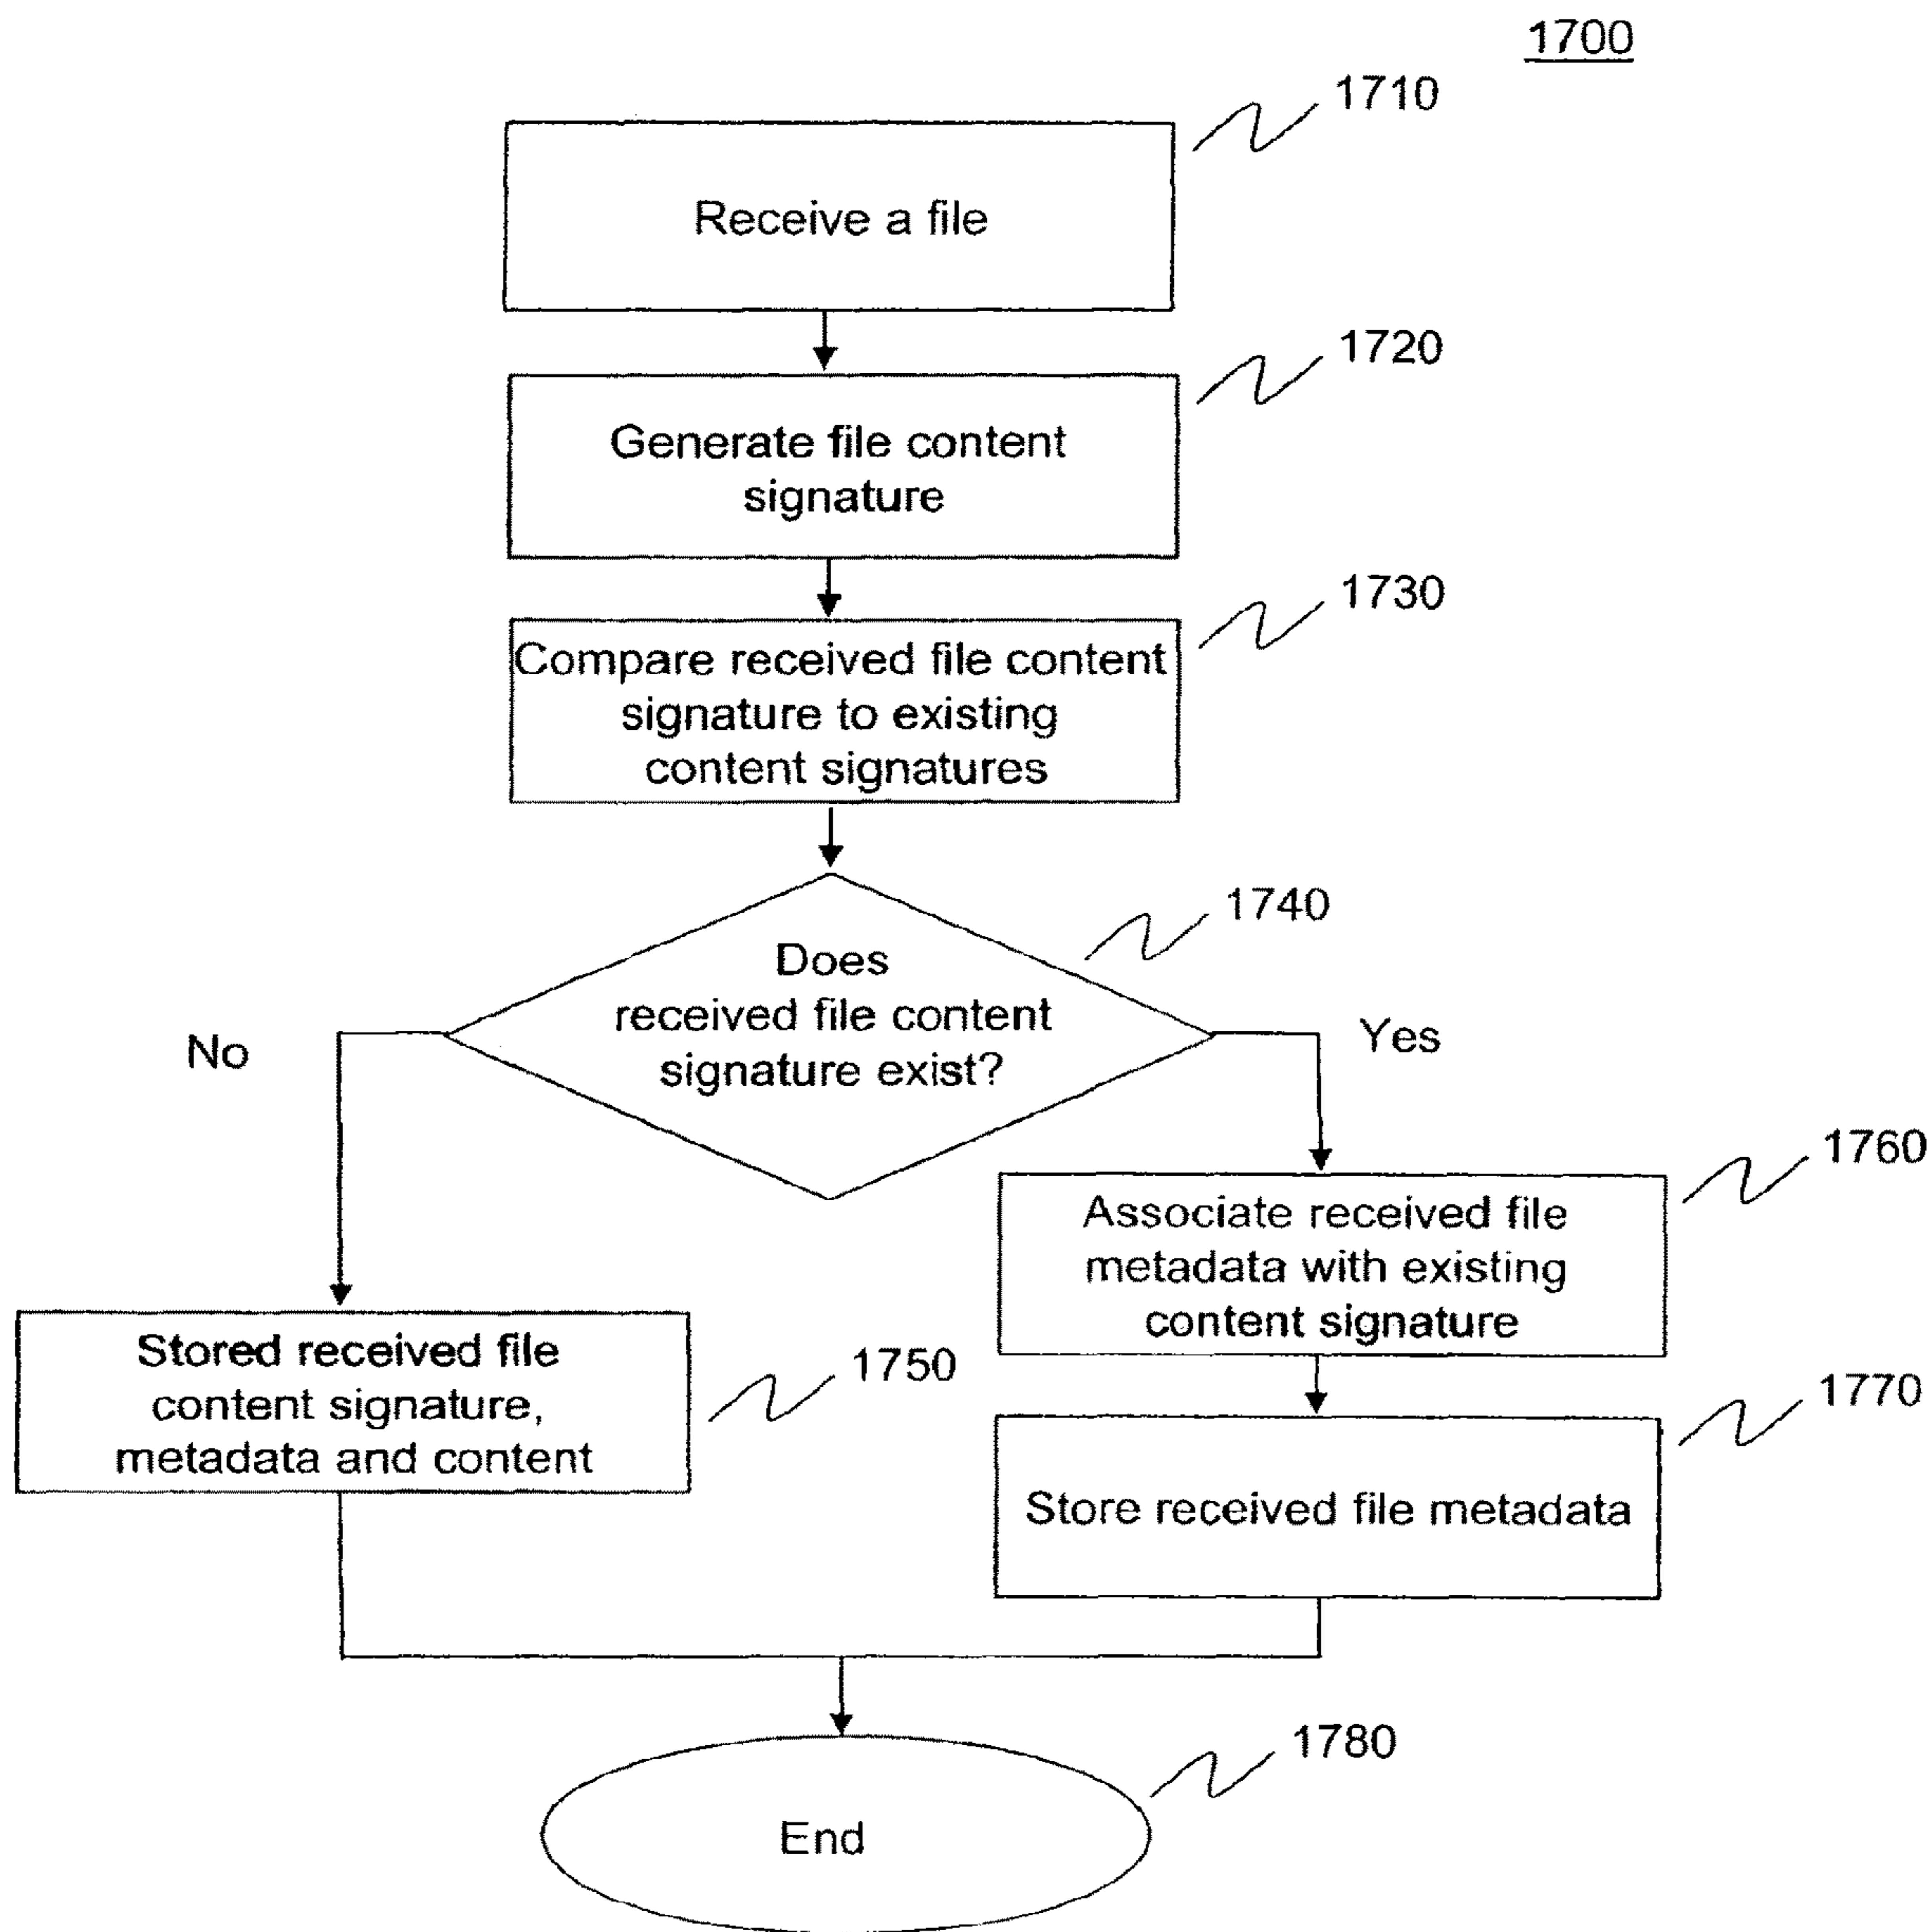 1700
1710
Receive a file
1720
Generate file content
signature
1730
Compare received file content
signature to existing
content signatures
1740
Does
received file content
signature exist?
No
Yes
1760
Associate received file
metadata with existing
content signature
1750
Stored received file
content signature,
metadata and content
1770
Store received file metadata
1780
End